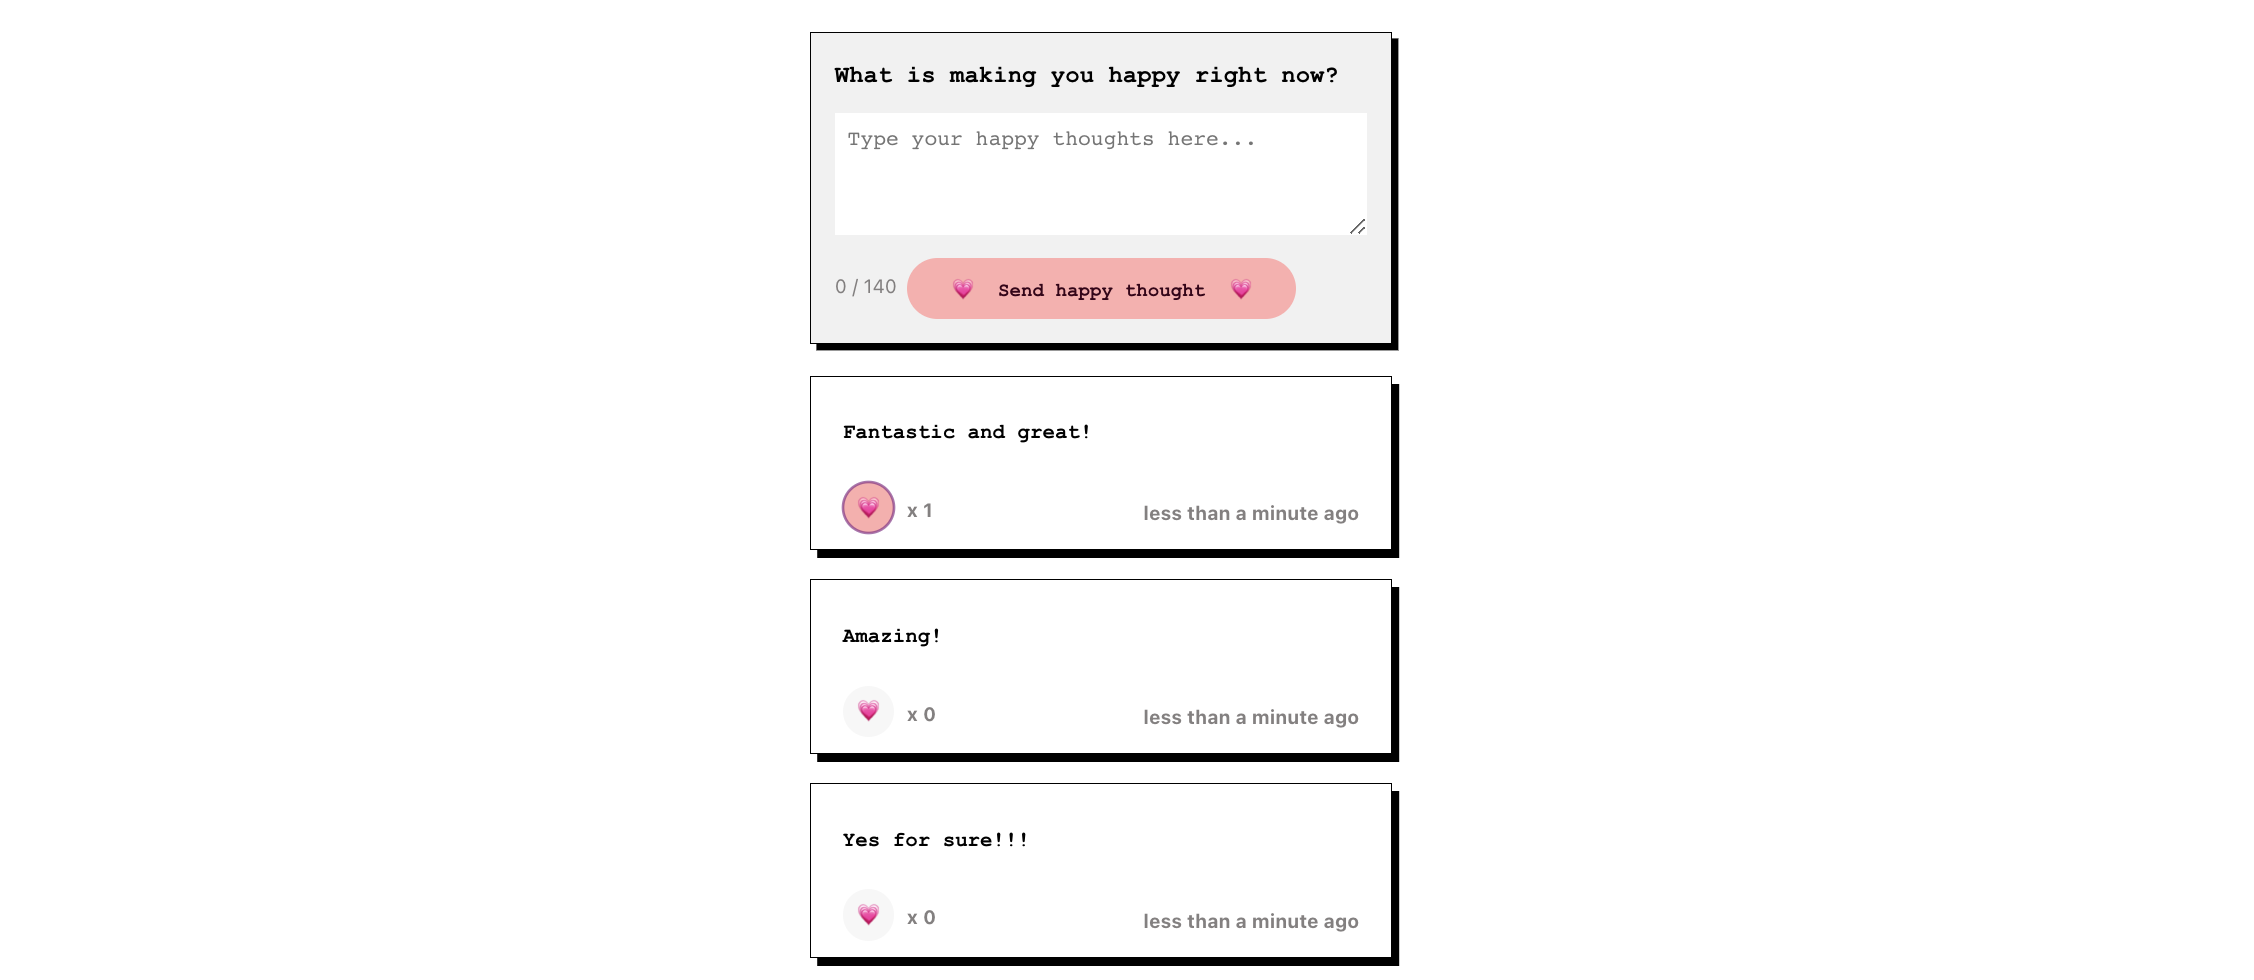 What is making you happy right now?
Type your happy thoughts here...
0 / 140
💗 Send happy thought 💗
Fantastic and great!
💗 x 1
less than a minute ago
Amazing!
💗 x 0
less than a minute ago
Yes for sure!!!
💗 x 0
less than a minute ago